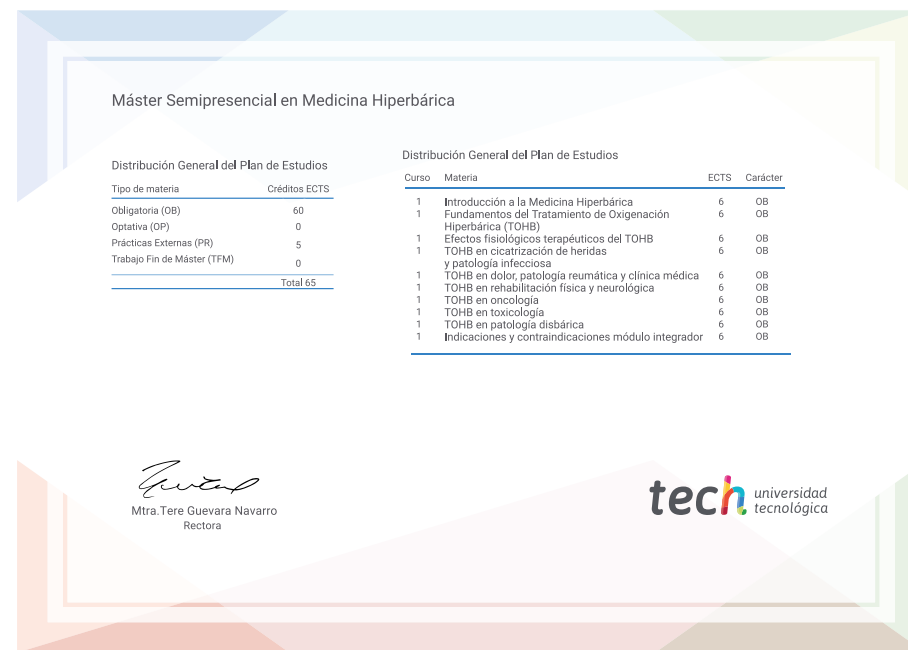 Máster Semipresencial en Medicina Hiperbárica
Distribución General del Plan de Estudios
Tipo de materia Créditos ECTS
Obligatoria (OB) 60
Optativa (OP) 0
Prácticas Externas (PR) 5
Trabajo Fin de Máster (TFM) 0
Total 65
Distribución General del Plan de Estudios
Curso Materia ECTS Carácter
1 Introducción a la Medicina Hiperbárica 6 OB
1 Fundamentos del Tratamiento de Oxigenación 6 OB
Hiperbárica (TOHB)
1 Efectos fisiológicos terapéuticos del TOHB 6 OB
1 TOHB en cicatrización de heridas 6 OB
y patología infecciosa
1 TOHB en dolor, patología reumática y clínica médica 6 OB
1 TOHB en rehabilitación física y neurológica 6 OB
1 TOHB en oncología 6 OB
1 TOHB en toxicología 6 OB
1 TOHB en patología disbárica 6 OB
1 Indicaciones y contraindicaciones módulo integrador 6 OB
Mtra.Tere Guevara Navarro
Rectora
tech universidad
tecnológica